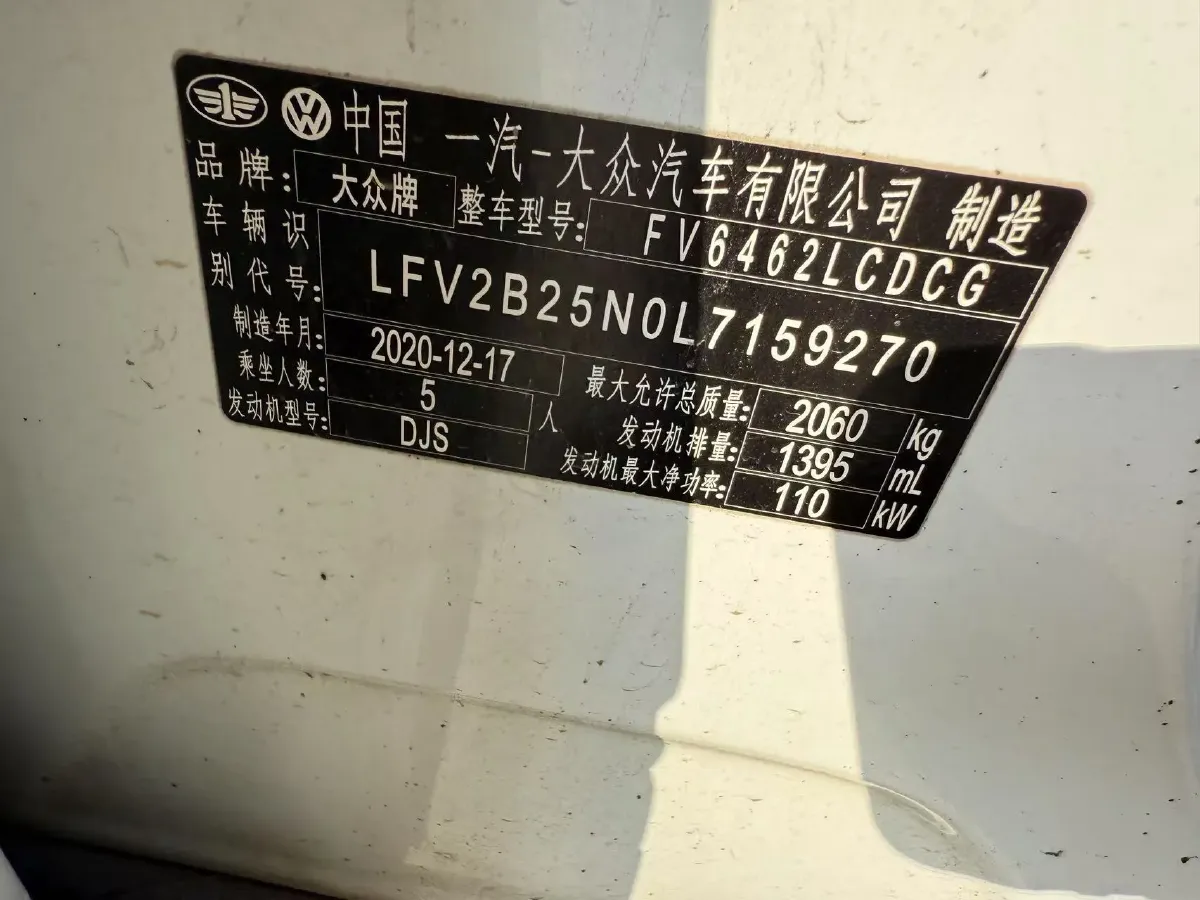 中国 一汽-大众汽车有限公司 制造
品牌: 大众牌 整车型号: FV6462LCDCG
车辆识别代号: LFV2B25N0L7159270
制造年月: 2020-12-17
乘坐人数: 5 人
发动机型号: DJS
最大允许总质量: 2060 kg
发动机排量: 1395 mL
发动机最大净功率: 110 kW